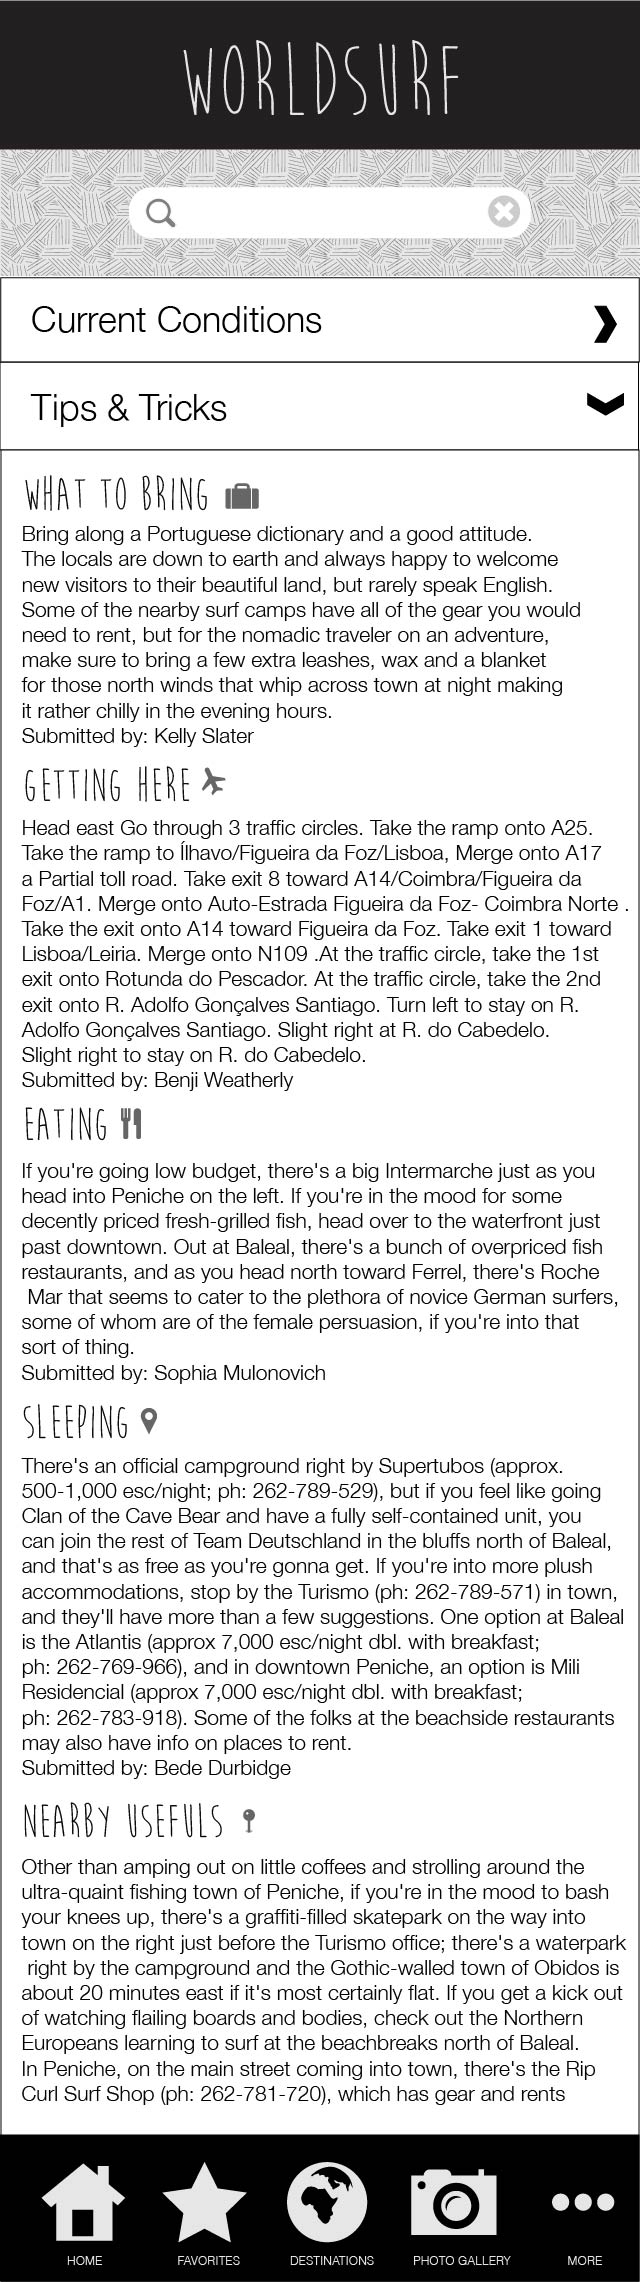 WORLDSURF
Current Conditions
Tips & Tricks
WHAT TO BRING
Bring along a Portuguese dictionary and a good attitude.
The locals are down to earth and always happy to welcome
new visitors to their beautiful land, but rarely speak English.
Some of the nearby surf camps have all of the gear you would
need to rent, but for the nomadic traveler on an adventure,
make sure to bring a few extra leashes, wax and a blanket
for those north winds that whip across town at night making
it rather chilly in the evening hours.
Submitted by: Kelly Slater
GETTING HERE
Head east Go through 3 traffic circles. Take the ramp onto A25.
Take the ramp to Ílhavo/Figueira da Foz/Lisboa, Merge onto A17
a Partial toll road. Take exit 8 toward A14/Coimbra/Figueira da
Foz/A1. Merge onto Auto-Estrada Figueira da Foz- Coimbra Norte .
Take the exit onto A14 toward Figueira da Foz. Take exit 1 toward
Lisboa/Leiria. Merge onto N109 .At the traffic circle, take the 1st
exit onto Rotunda do Pescador. At the traffic circle, take the 2nd
exit onto R. Adolfo Gonçalves Santiago. Turn left to stay on R.
Adolfo Gonçalves Santiago. Slight right at R. do Cabedelo.
Slight right to stay on R. do Cabedelo.
Submitted by: Benji Weatherly
EATING
If you're going low budget, there's a big Intermarche just as you
head into Peniche on the left. If you're in the mood for some
decently priced fresh-grilled fish, head over to the waterfront just
past downtown. Out at Baleal, there's a bunch of overpriced fish
restaurants, and as you head north toward Ferrel, there's Roche
Mar that seems to cater to the plethora of novice German surfers,
some of whom are of the female persuasion, if you're into that
sort of thing.
Submitted by: Sophia Mulonovich
SLEEPING
There's an official campground right by Supertubos (approx.
500-1,000 esc/night; ph: 262-789-529), but if you feel like going
Clan of the Cave Bear and have a fully self-contained unit, you
can join the rest of Team Deutschland in the bluffs north of Baleal,
and that's as free as you're gonna get. If you're into more plush
accommodations, stop by the Turismo (ph: 262-789-571) in town,
and they'll have more than a few suggestions. One option at Baleal
is the Atlantis (approx 7,000 esc/night dbl. with breakfast;
ph: 262-769-966), and in downtown Peniche, an option is Mili
Residencial (approx 7,000 esc/night dbl. with breakfast;
ph: 262-783-918). Some of the folks at the beachside restaurants
may also have info on places to rent.
Submitted by: Bede Durbidge
NEARBY USEFULS
Other than amping out on little coffees and strolling around the
ultra-quaint fishing town of Peniche, if you're in the mood to bash
your knees up, there's a graffiti-filled skatepark on the way into
town on the right just before the Turismo office; there's a waterpark
right by the campground and the Gothic-walled town of Obidos is
about 20 minutes east if it's most certainly flat. If you get a kick out
of watching flailing boards and bodies, check out the Northern
Europeans learning to surf at the beachbreaks north of Baleal.
In Peniche, on the main street coming into town, there's the Rip
Curl Surf Shop (ph: 262-781-720), which has gear and rents
HOME FAVORITES DESTINATIONS PHOTO GALLERY MORE